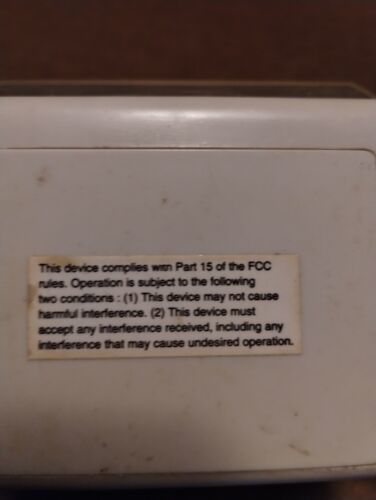 This device complies with Part 15 of the FCC
rules. Operation is subject to the following
two conditions : (1) This device may not cause
harmful interference. (2) This device must
accept any interference received, including any
interference that may cause undesired operation.